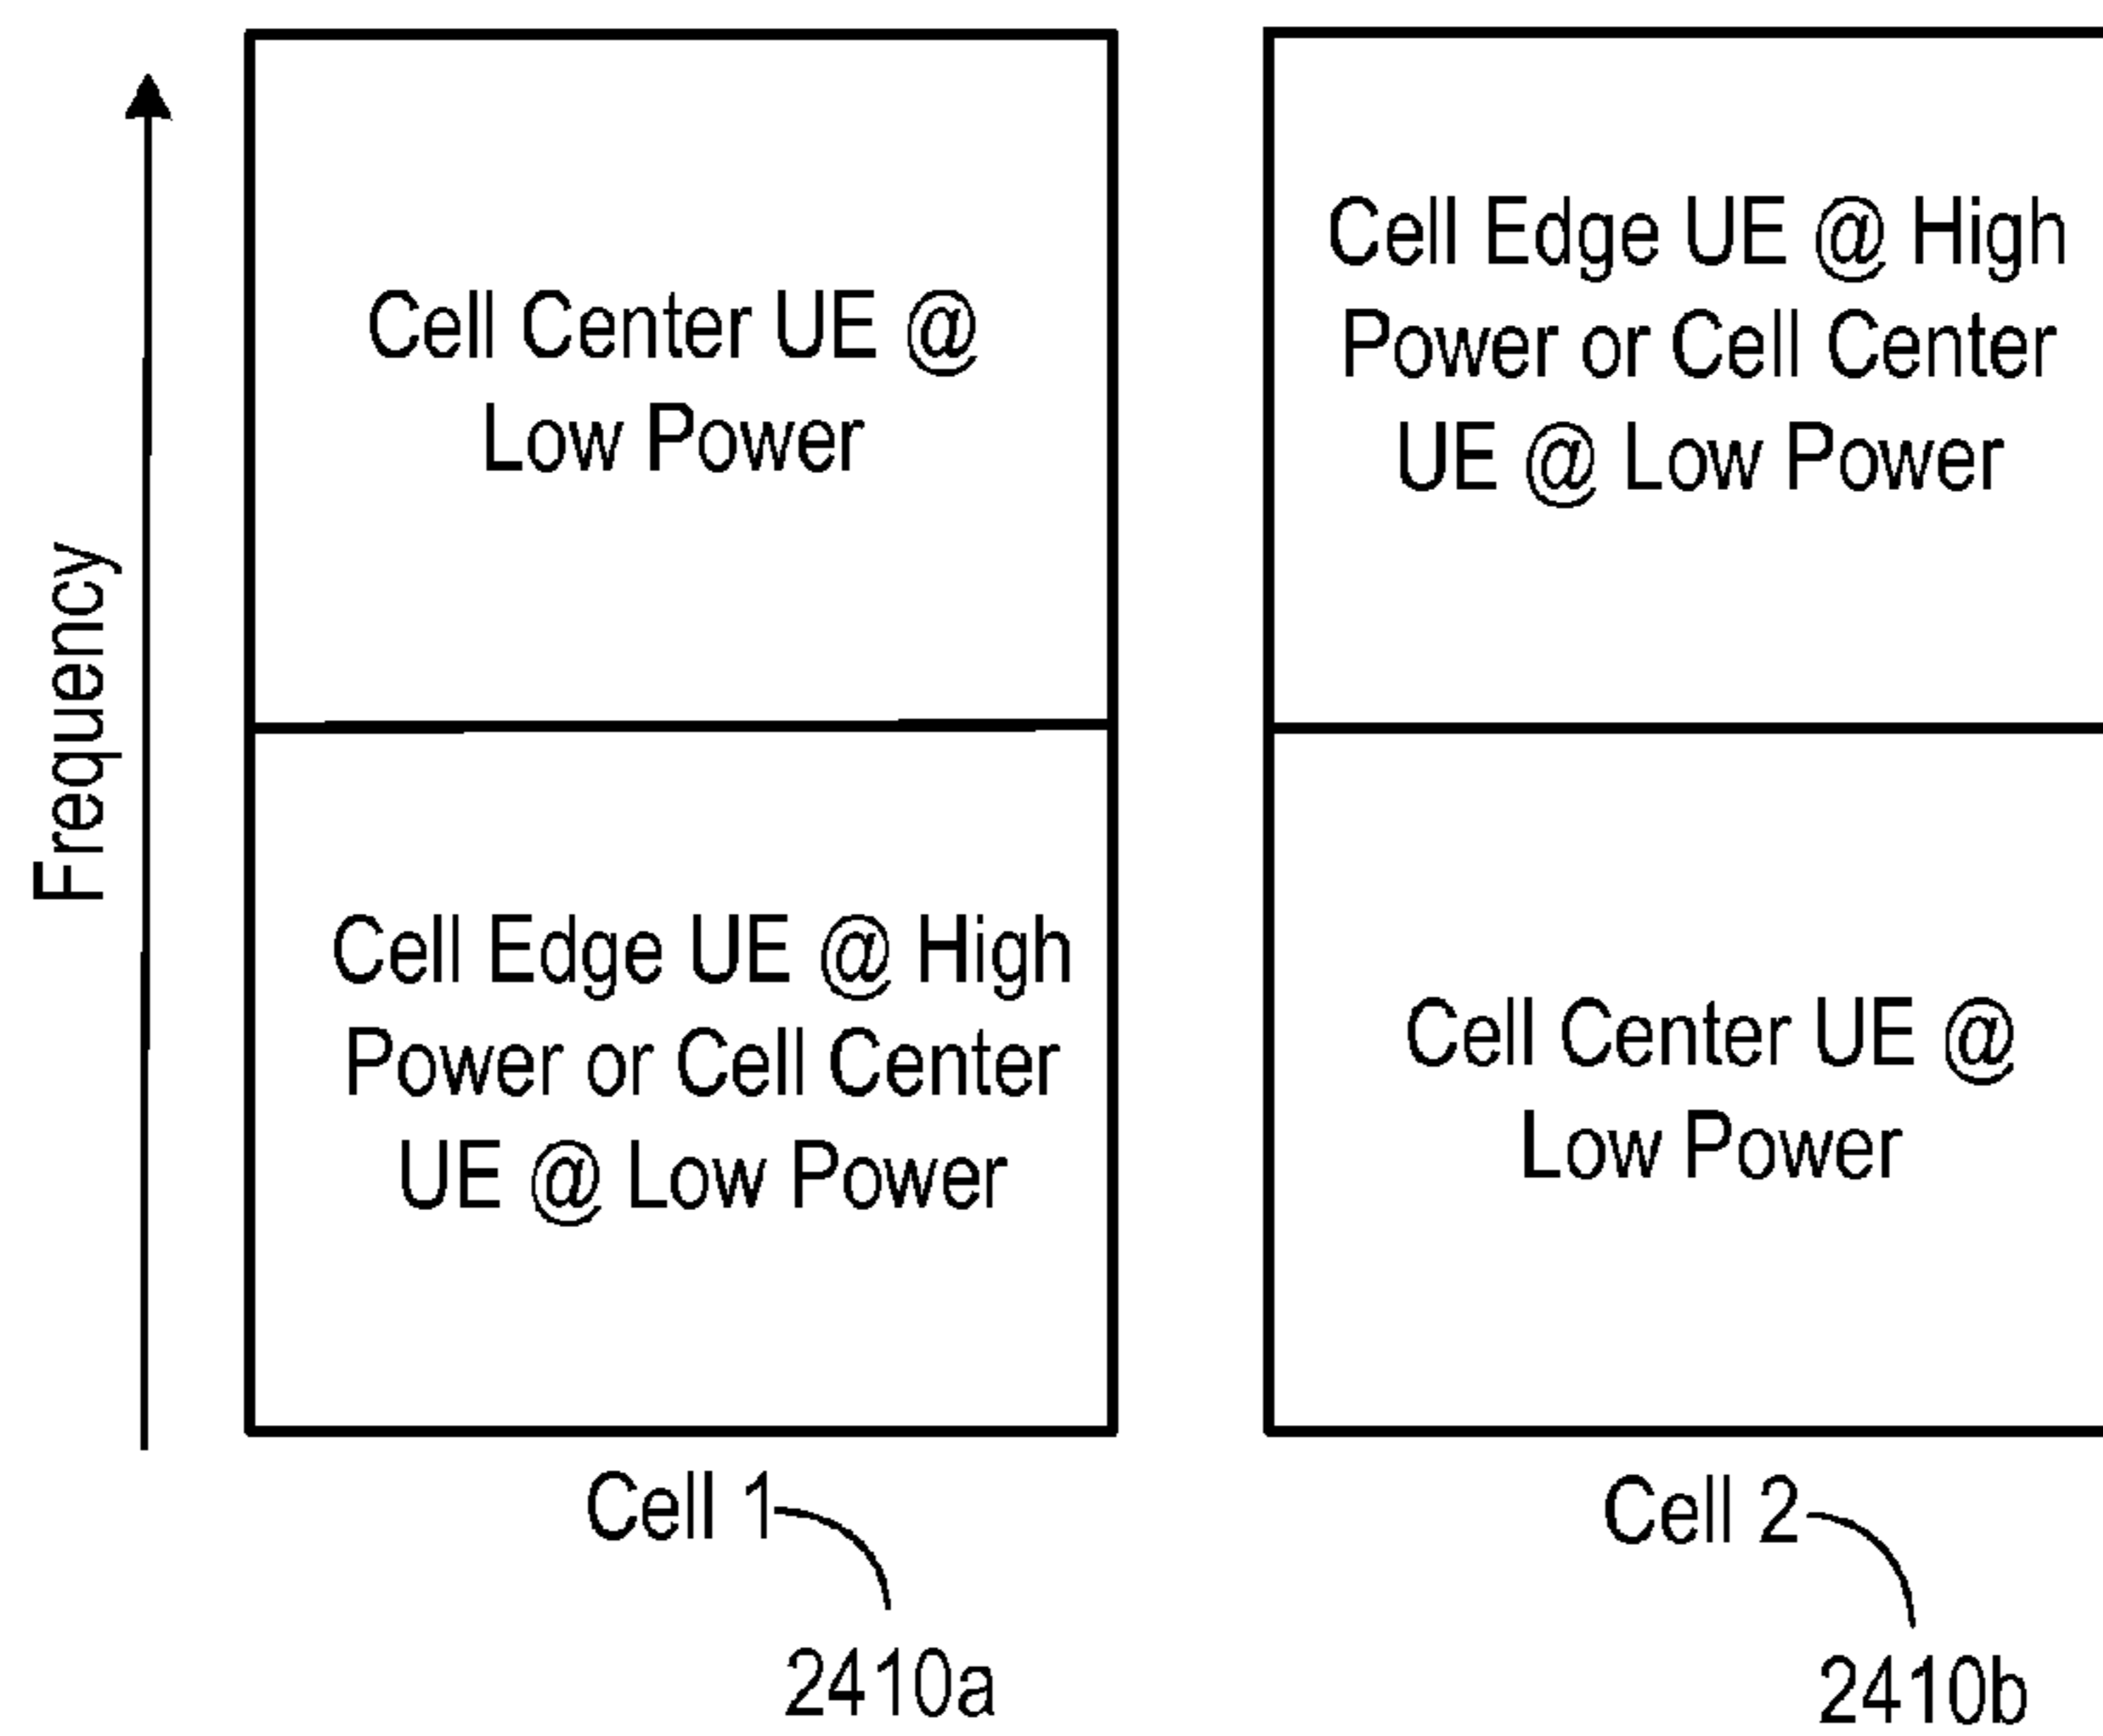 Frequency
Cell Center UE @
Low Power
Cell Edge UE @ High
Power or Cell Center
UE @ Low Power
Cell 1
2410a
Cell Edge UE @ High
Power or Cell Center
UE @ Low Power
Cell Center UE @
Low Power
Cell 2
2410b